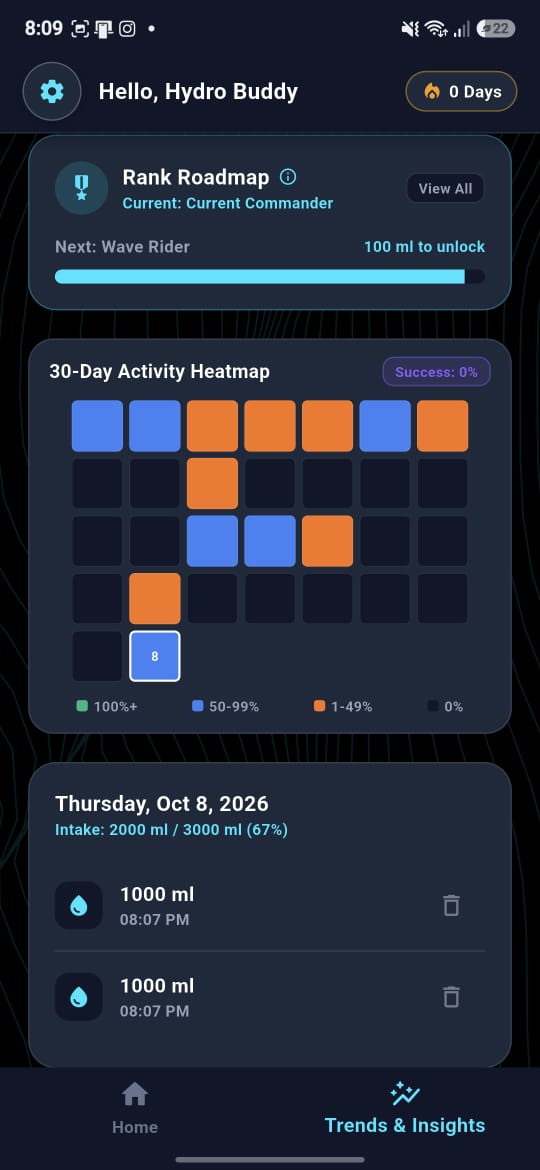 8:09
22
Hello, Hydro Buddy
0 Days
Rank Roadmap
View All
Current: Current Commander
Next: Wave Rider
100 ml to unlock
30-Day Activity Heatmap
Success: 0%
8
100%+
50-99%
1-49%
0%
Thursday, Oct 8, 2026
Intake: 2000 ml / 3000 ml (67%)
1000 ml
08:07 PM
1000 ml
08:07 PM
Home
Trends & Insights